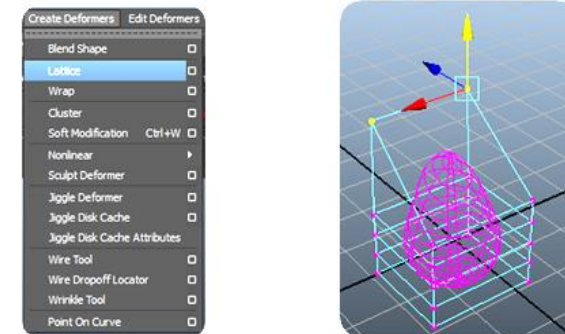 Create Deformers Edit Deformers
Blend Shape
Lattice
Wrap
Cluster
Soft Modification Ctrl+W
Nonlinear
Sculpt Deformer
Jiggle Deformer
Jiggle Disk Cache
Jiggle Disk Cache Attributes
Wire Tool
Wire Dropoff Locator
Wrinkle Tool
Point On Curve